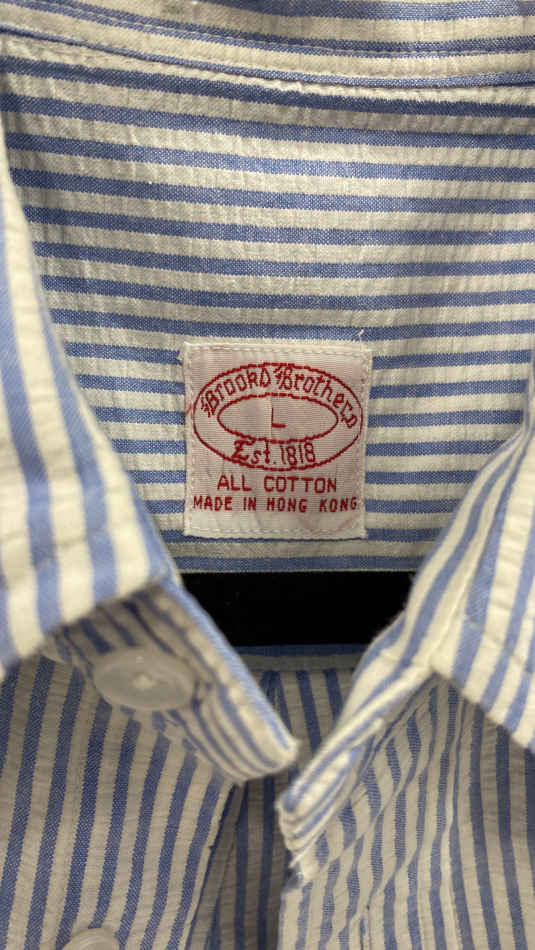 Brooks Brothers
L
Est. 1818
ALL COTTON
MADE IN HONG KONG